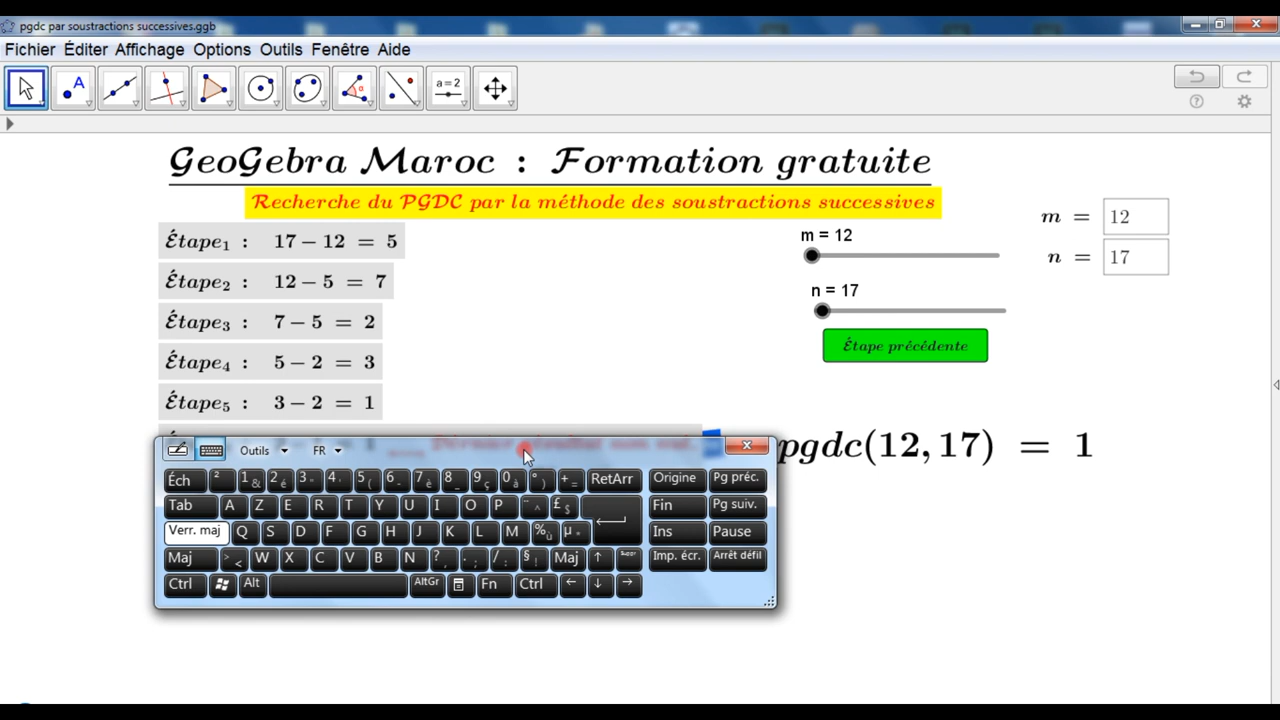 pgdc par soustractions successives.ggb
Fichier Éditer Affichage Options Outils Fenêtre Aide
A
α
a=2
GeoGebra Maroc : Formation gratuite
Recherche du PGDC par la méthode des soustractions successives
m = 12
n = 17
m = 12
n = 17
Étape précédente
Étape1 : 17 − 12 = 5
Étape2 : 12 − 5 = 7
Étape3 : 7 − 5 = 2
Étape4 : 5 − 2 = 3
Étape5 : 3 − 2 = 1
pgdc(12, 17) = 1
Outils FR
Éch ² 1 & 2 é 3 " 4 ' 5 ( 6 - 7 è 8 _ 9 ç 0 à ° ) + = RetArr Origine Pg préc.
Tab A Z E R T Y U I O P ¨ ^ £ $ Fin Pg suiv.
Verr. maj Q S D F G H J K L M % ù µ * Ins Pause
Maj > < W X C V B N ? , . ; / : § ! Maj ↑ Imp. écr. Arrêt défil
Ctrl Alt AltGr Fn Ctrl ← ↓ →